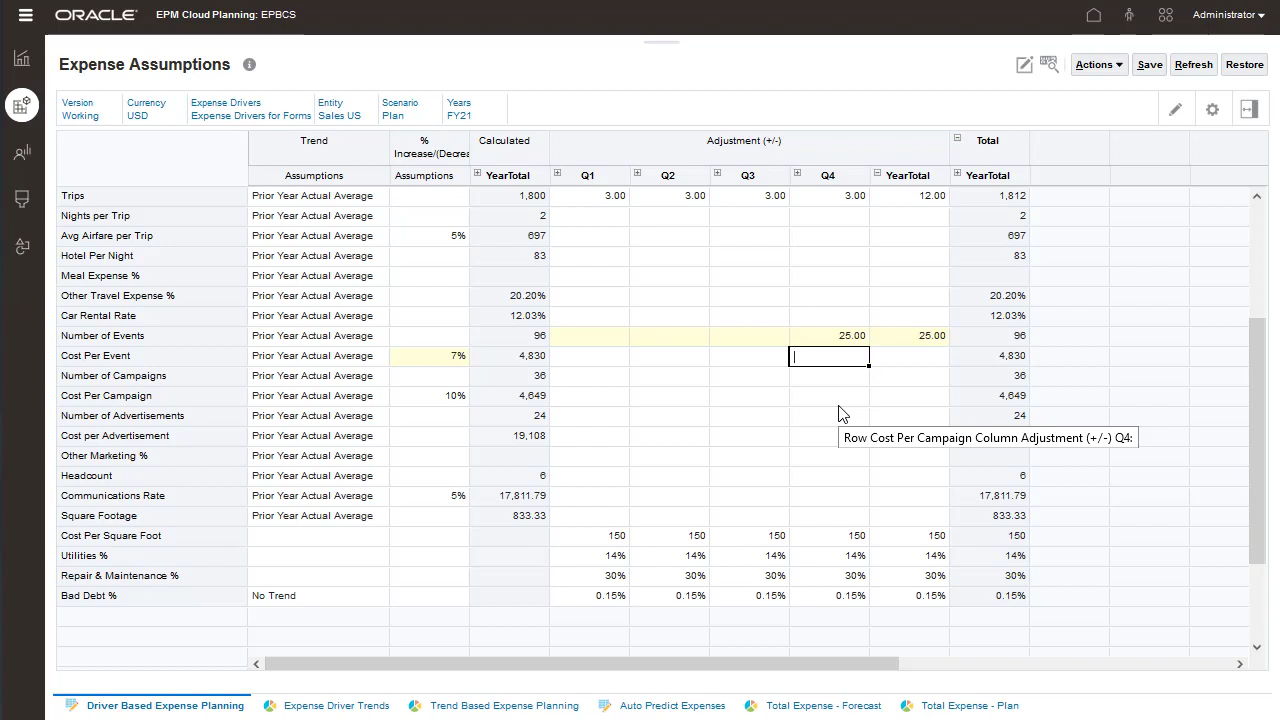 ORACLE® EPM Cloud Planning: EPBCS Administrator
Expense Assumptions
Actions Save Refresh Restore
Version Currency Expense Drivers Entity Scenario Years
Working USD Expense Drivers for Forms Sales US Plan FY21
Trend % Calculated Adjustment (+/-) Total
Increase/(Decrea
Assumptions Assumptions YearTotal Q1 Q2 Q3 Q4 YearTotal YearTotal
Trips Prior Year Actual Average 1,800 3.00 3.00 3.00 3.00 12.00 1,812
Nights per Trip Prior Year Actual Average 2 2
Avg Airfare per Trip Prior Year Actual Average 5% 697 697
Hotel Per Night Prior Year Actual Average 83 83
Meal Expense % Prior Year Actual Average
Other Travel Expense % Prior Year Actual Average 20.20% 20.20%
Car Rental Rate Prior Year Actual Average 12.03% 12.03%
Number of Events Prior Year Actual Average 96 25.00 25.00 96
Cost Per Event Prior Year Actual Average 7% 4,830 4,830
Number of Campaigns Prior Year Actual Average 36 36
Cost Per Campaign Prior Year Actual Average 10% 4,649 4,649
Number of Advertisements Prior Year Actual Average 24 24
Cost per Advertisement Prior Year Actual Average 19,108
Row Cost Per Campaign Column Adjustment (+/-) Q4:
Other Marketing % Prior Year Actual Average
Headcount Prior Year Actual Average 6 6
Communications Rate Prior Year Actual Average 5% 17,811.79 17,811.79
Square Footage Prior Year Actual Average 833.33 833.33
Cost Per Square Foot 150 150 150 150 150 150
Utilities % 14% 14% 14% 14% 14% 14%
Repair & Maintenance % 30% 30% 30% 30% 30% 30%
Bad Debt % No Trend 0.15% 0.15% 0.15% 0.15% 0.15% 0.15%
Driver Based Expense Planning Expense Driver Trends Trend Based Expense Planning Auto Predict Expenses Total Expense - Forecast Total Expense - Plan